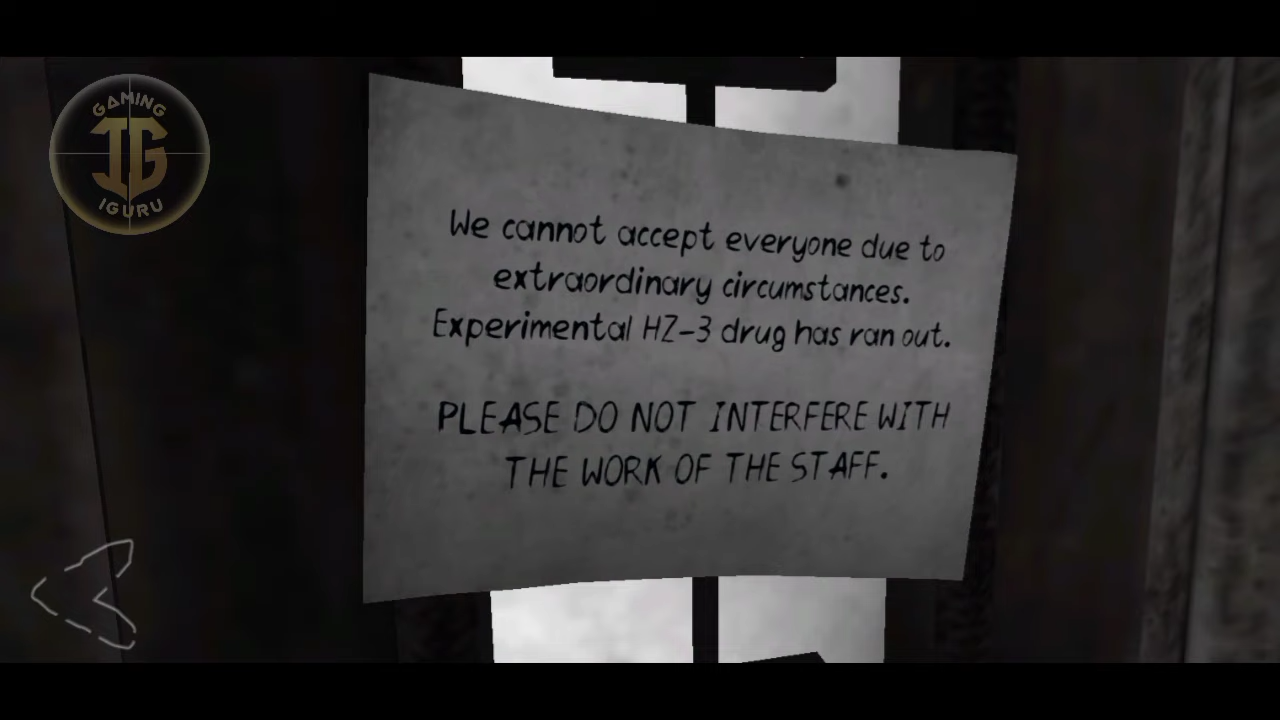 GAMING
IG
IGURU
We cannot accept everyone due to
extraordinary circumstances.
Experimental HZ-3 drug has ran out.
PLEASE DO NOT INTERFERE WITH
THE WORK OF THE STAFF.